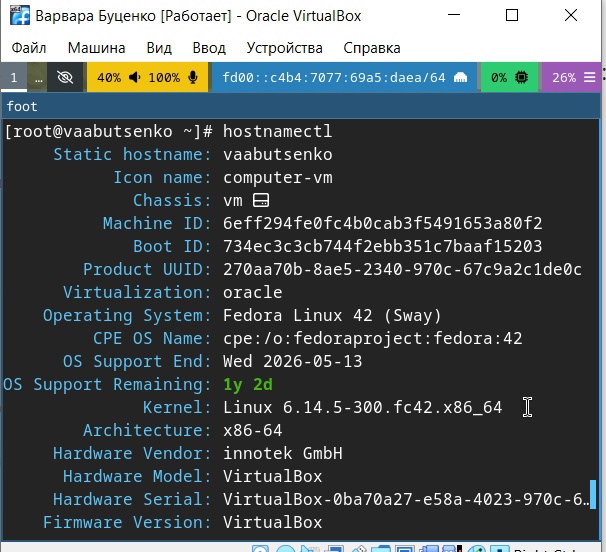 Варвара Буценко [Работает] - Oracle VirtualBox
Файл Машина Вид Ввод Устройства Справка
1 … 40% 100% fd00::c4b4:7077:69a5:daea/64 0% 26%
foot
[root@vaabutsenko ~]# hostnamectl
Static hostname: vaabutsenko
Icon name: computer-vm
Chassis: vm
Machine ID: 6eff294fe0fc4b0cab3f5491653a80f2
Boot ID: 734ec3c3cb744f2ebb351c7baaf15203
Product UUID: 270aa70b-8ae5-2340-970c-67c9a2c1de0c
Virtualization: oracle
Operating System: Fedora Linux 42 (Sway)
CPE OS Name: cpe:/o:fedoraproject:fedora:42
OS Support End: Wed 2026-05-13
OS Support Remaining: 1y 2d
Kernel: Linux 6.14.5-300.fc42.x86_64
Architecture: x86-64
Hardware Vendor: innotek GmbH
Hardware Model: VirtualBox
Hardware Serial: VirtualBox-0ba70a27-e58a-4023-970c-6…
Firmware Version: VirtualBox